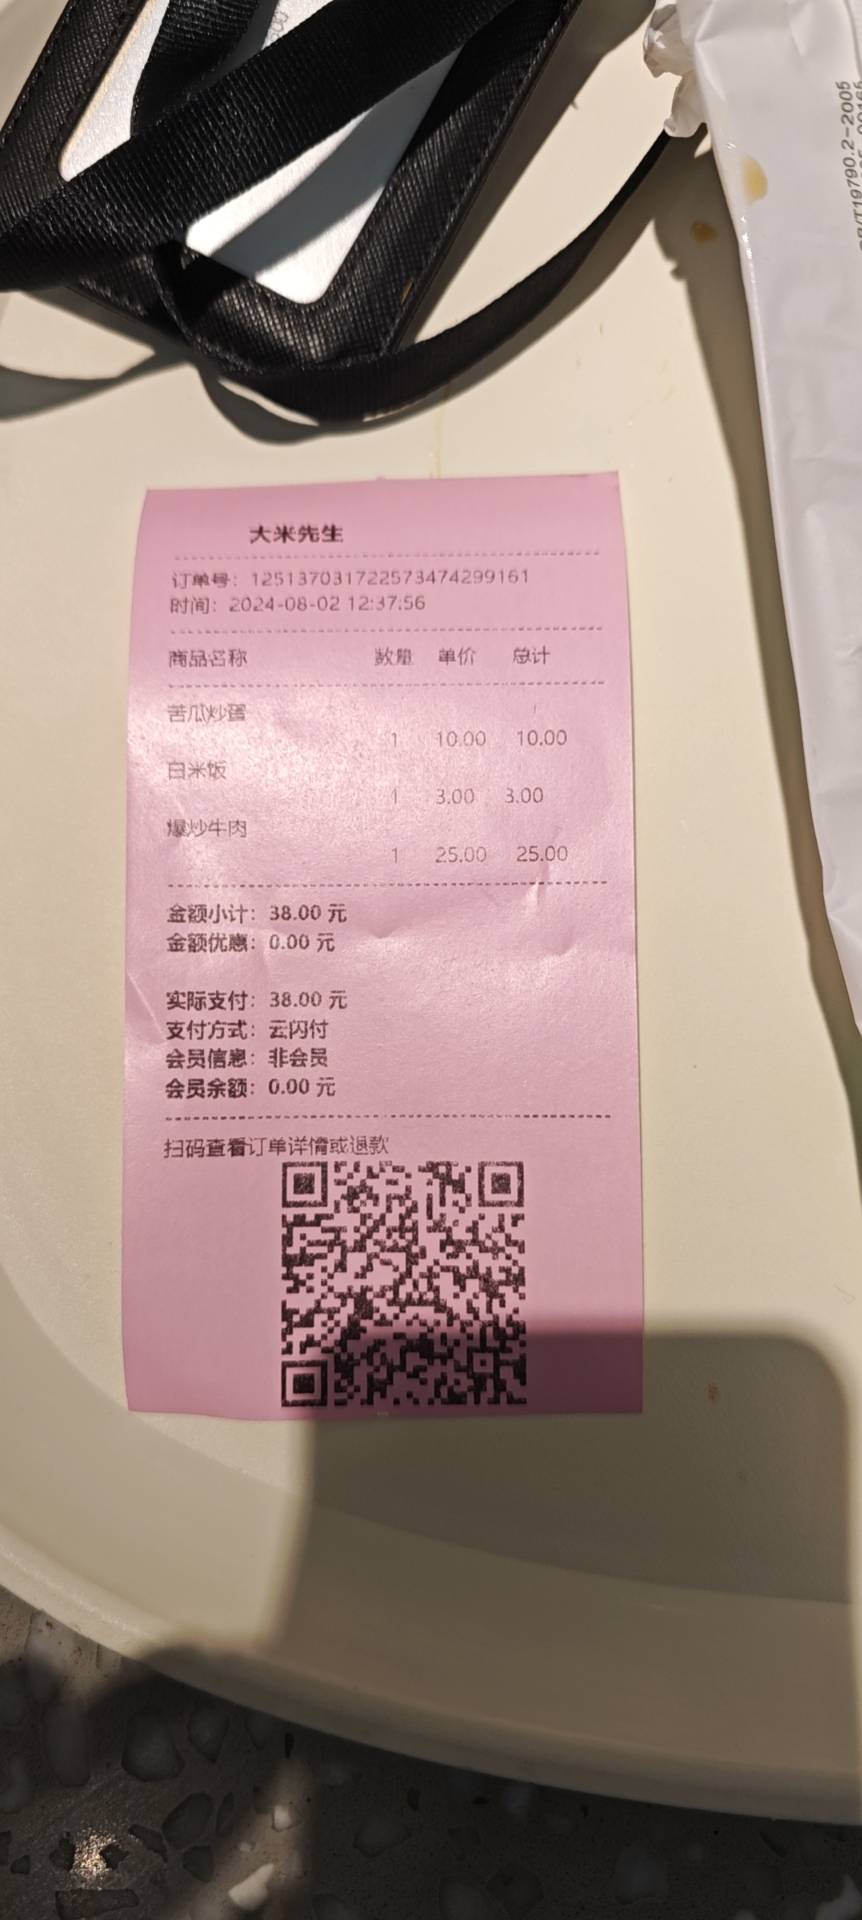 GB/T19790.2-2005
大米先生
订单号：1251370317225734742991​61
时间：2024-08-02 12:37:56
商品名称 数量 单价 总计
苦瓜炒蛋
1 10.00 10.00
白米饭
1 3.00 3.00
爆炒牛肉
1 25.00 25.00
金额小计：38.00 元
金额优惠：0.00 元
实际支付：38.00 元
支付方式：云闪付
会员信息：非会员
会员余额：0.00 元
扫码查看订单详情或退款